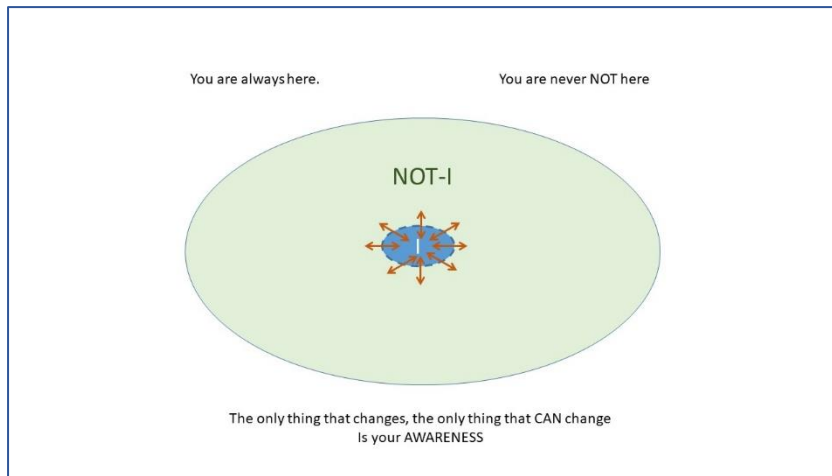 You are always here.
You are never NOT here
NOT-I
I
The only thing that changes, the only thing that CAN change
Is your AWARENESS